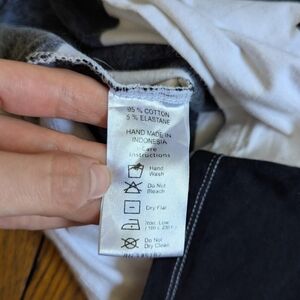 95 % COTTON
5 % ELASTANE
HAND MADE IN
INDONESIA
Care
Instructions
Hand
Wash
Do Not
Bleach
Dry Flat
Iron, Low
Do Not
Dry Clean